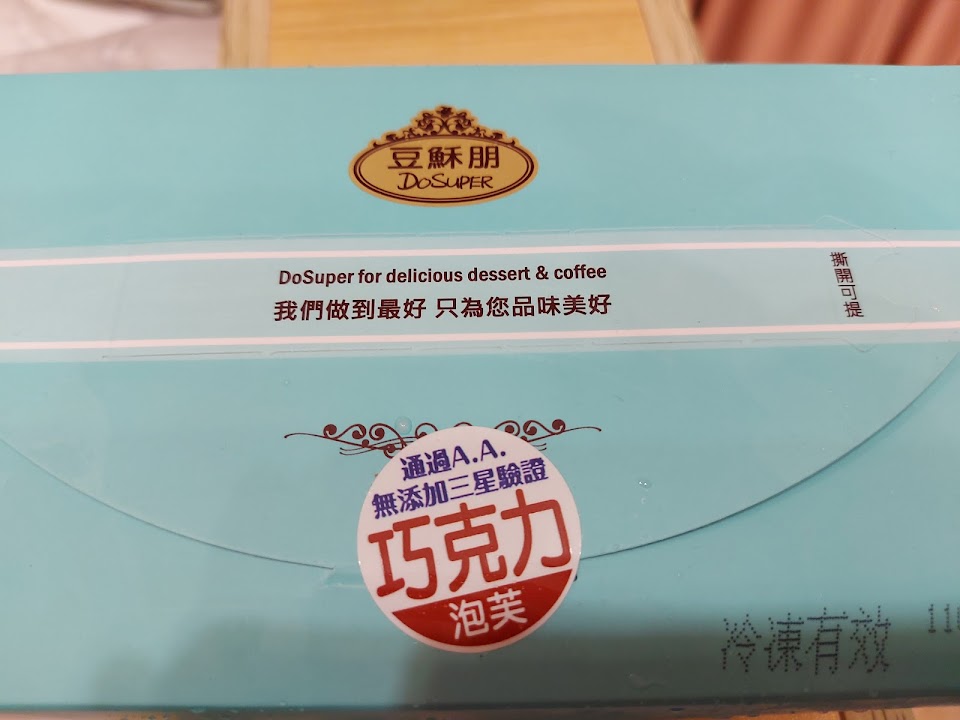 豆穌朋
DOSUPER
DoSuper for delicious dessert & coffee
我們做到最好 只為您品味美好
撕開可提
通過A.A.
無添加三星驗證
巧克力
泡芙
冷凍有效